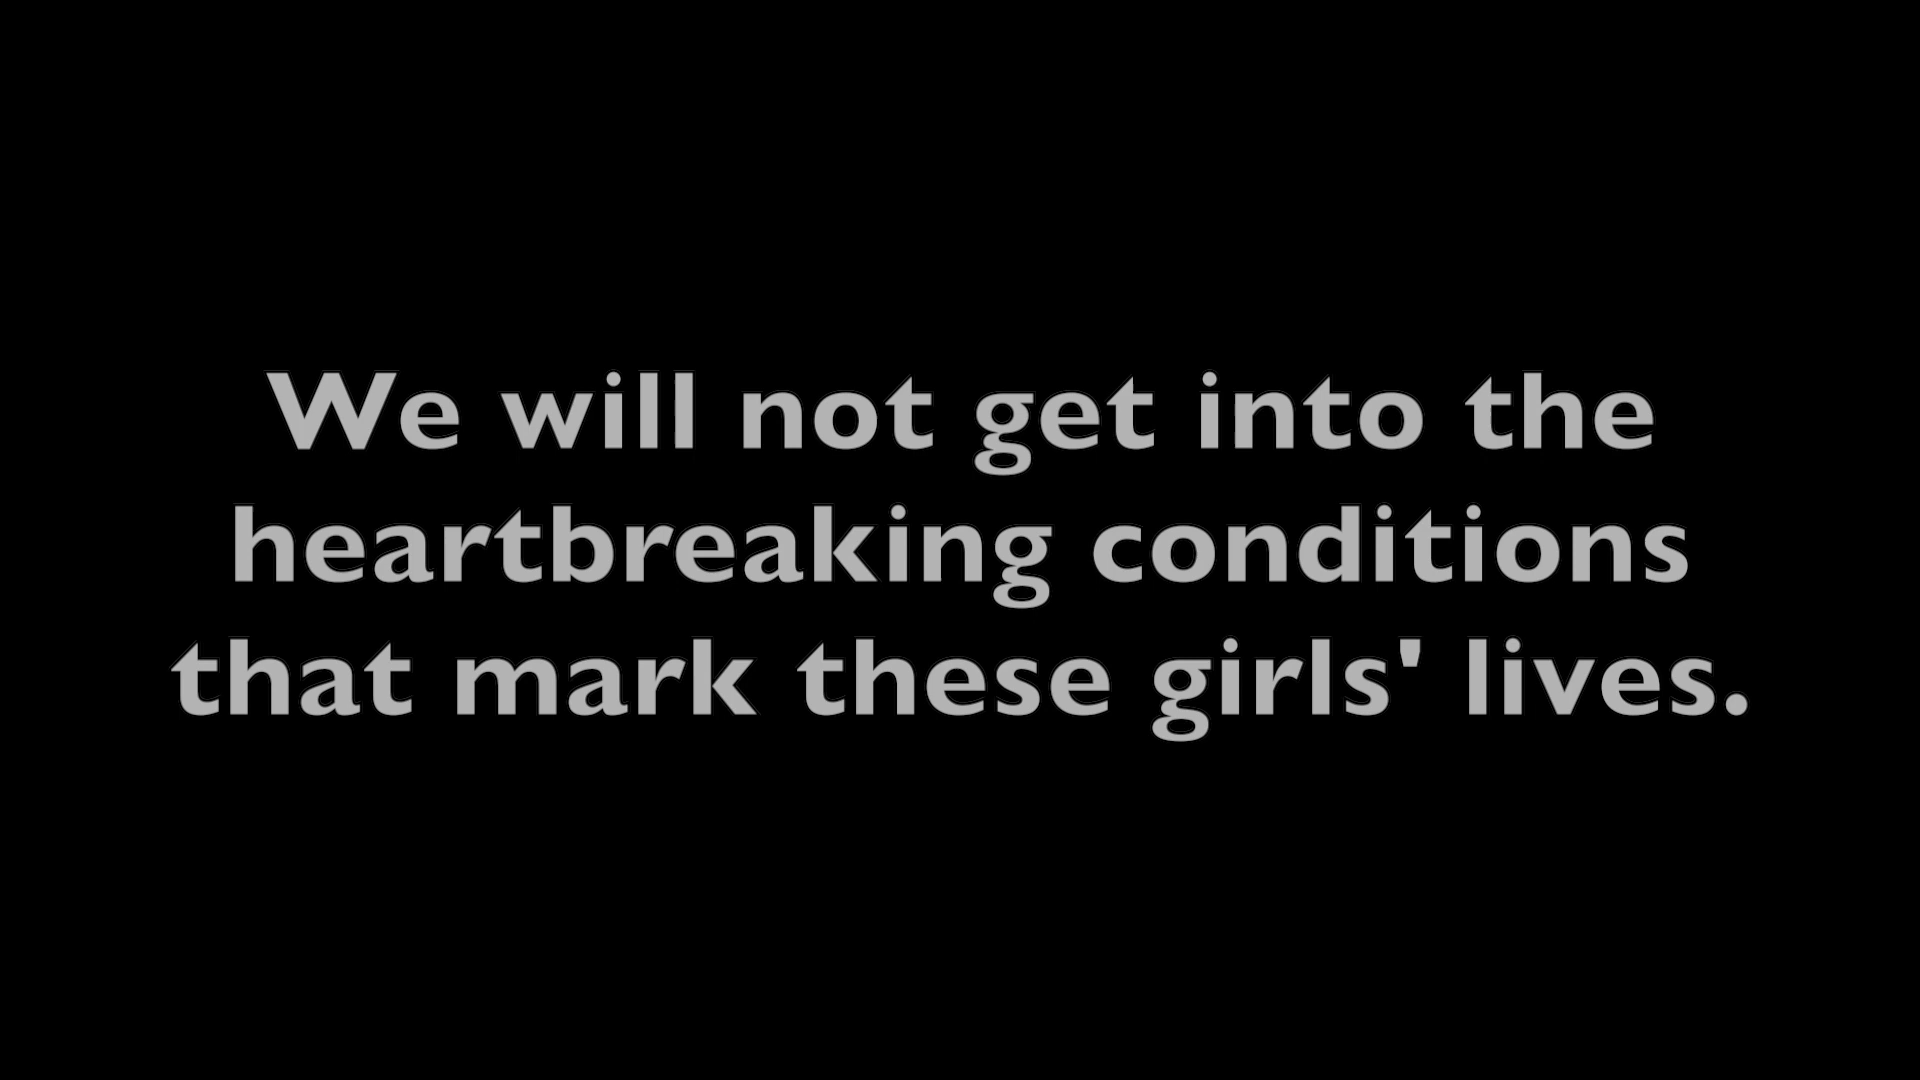 We will not get into the
heartbreaking conditions
that mark these girls' lives.